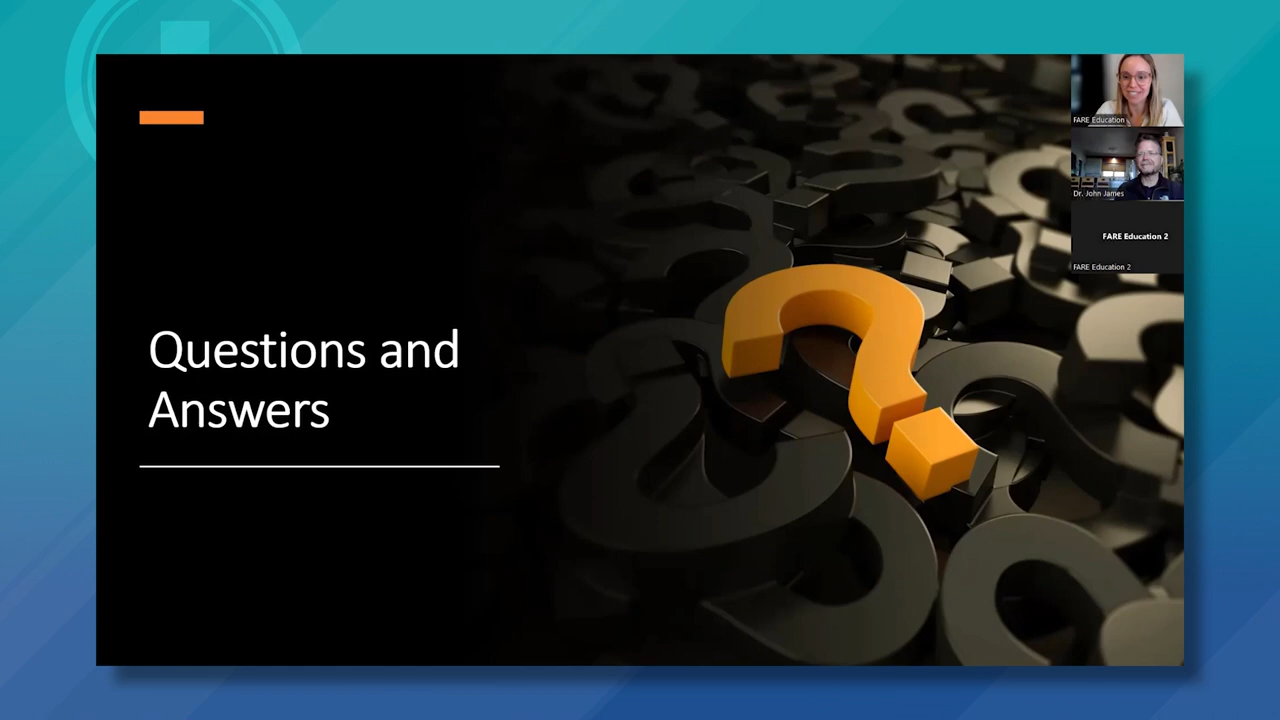 Questions and
Answers
FARE Education
Dr. John James
FARE Education 2
FARE Education 2